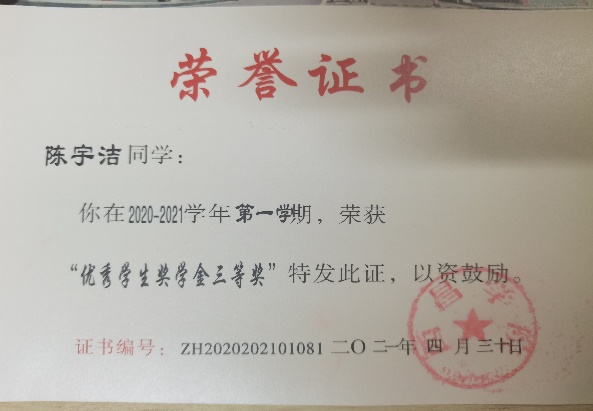 荣誉证书
陈宇洁同学：
你在2020-2021学年第一学期，荣获
“优秀学生奖学金三等奖”特发此证，以资鼓励。
证书编号：ZH2020202101081 二〇二一年 四 月 三十日